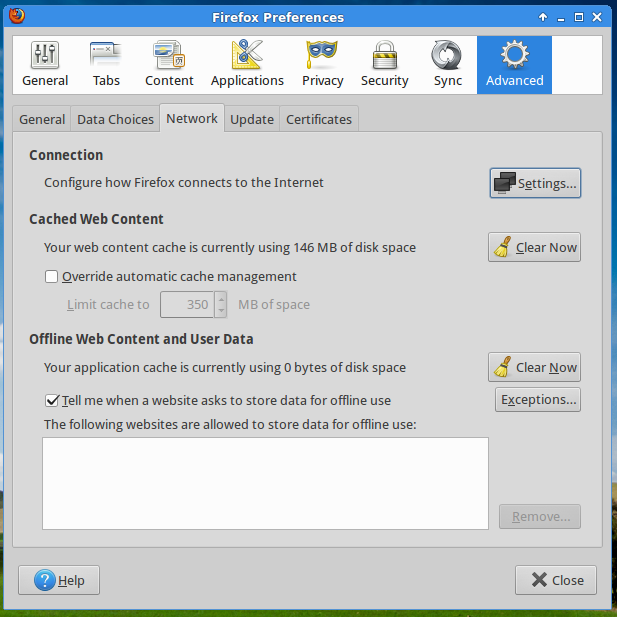 Firefox Preferences
General Tabs Content Applications Privacy Security Sync Advanced
General Data Choices Network Update Certificates
Connection
Configure how Firefox connects to the Internet Settings...
Cached Web Content
Your web content cache is currently using 146 MB of disk space Clear Now
Override automatic cache management
Limit cache to 350 MB of space
Offline Web Content and User Data
Your application cache is currently using 0 bytes of disk space Clear Now
Tell me when a website asks to store data for offline use Exceptions...
The following websites are allowed to store data for offline use:
Remove...
Help Close